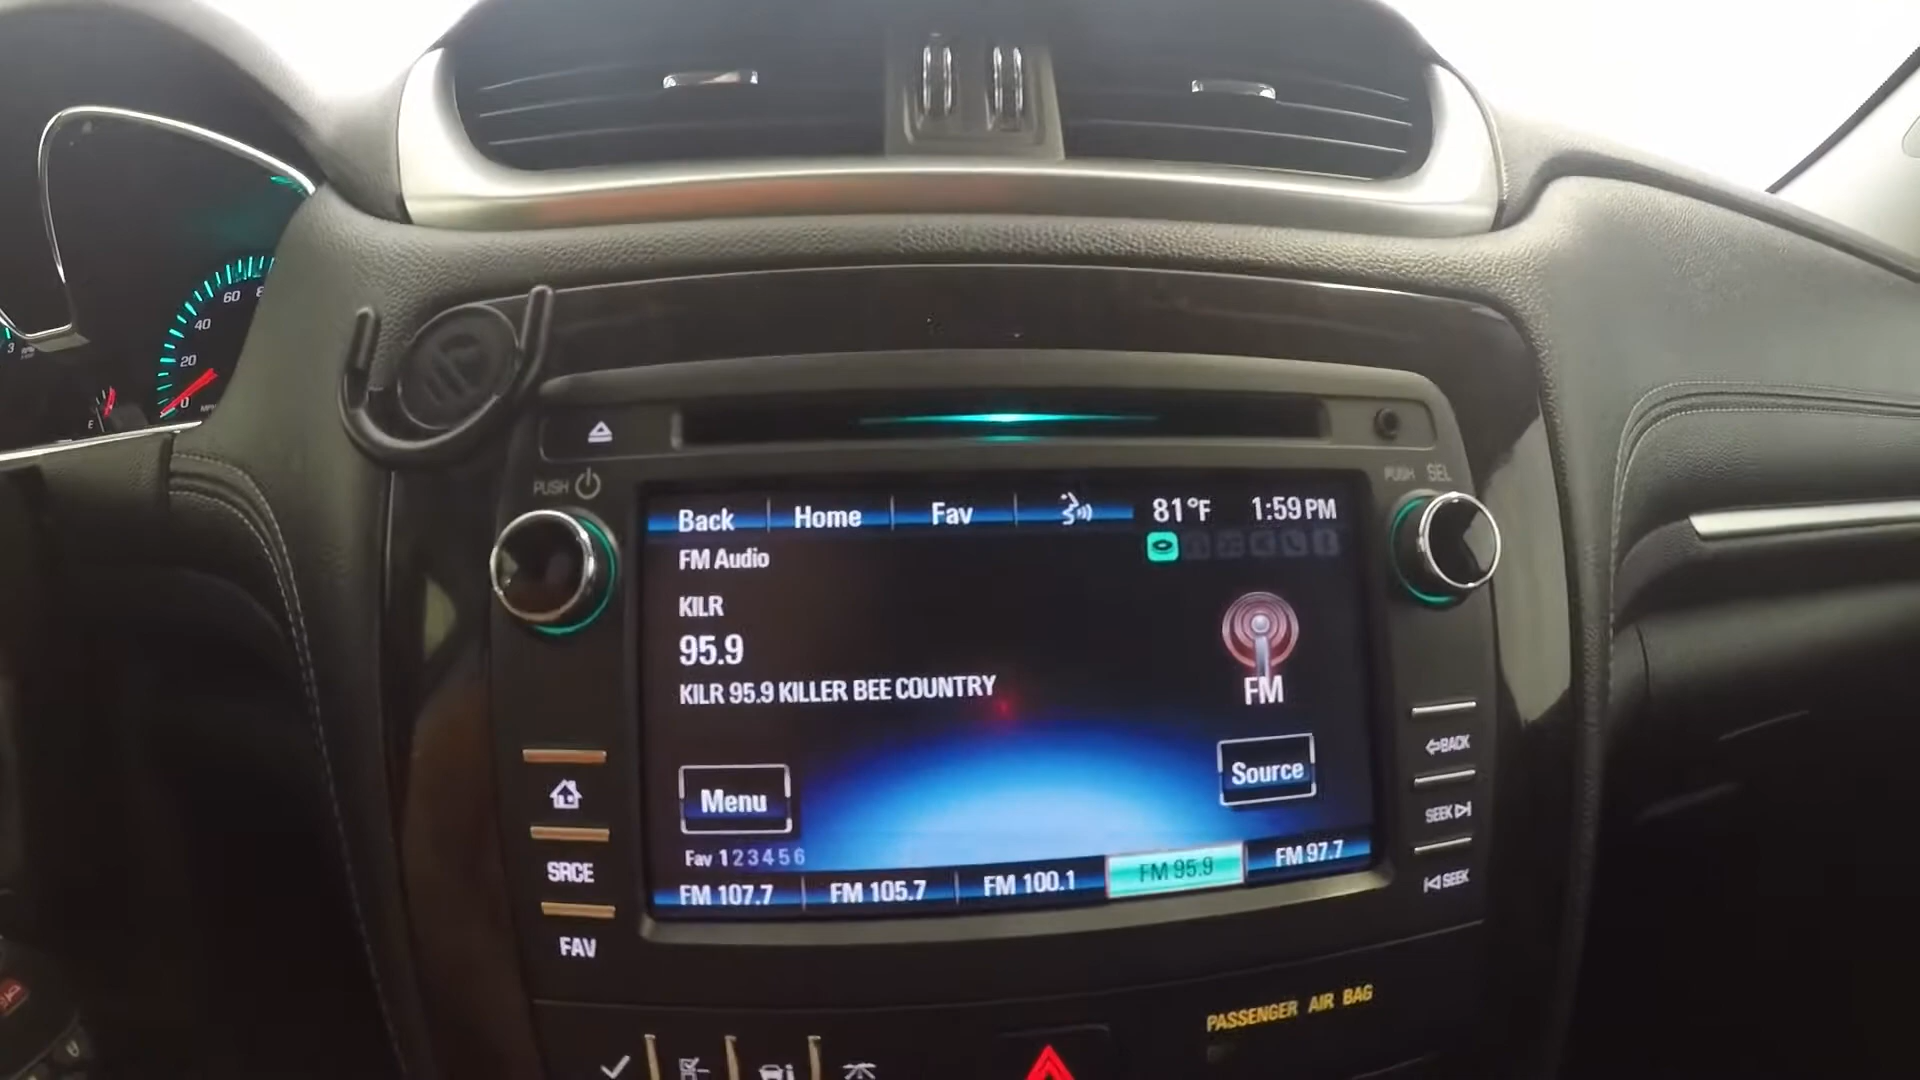 60
40
20
0
3
E
PUSH
PUSH SEL
Back Home Fav 81°F 1:59 PM
FM Audio
KILR
95.9
KILR 95.9 KILLER BEE COUNTRY
FM
Menu
Source
Fav 1 2 3 4 5 6
FM 107.7 FM 105.7 FM 100.1 FM 95.9 FM 97.7
SRCE
FAV
BACK
SEEK
SEEK
PASSENGER AIR BAG